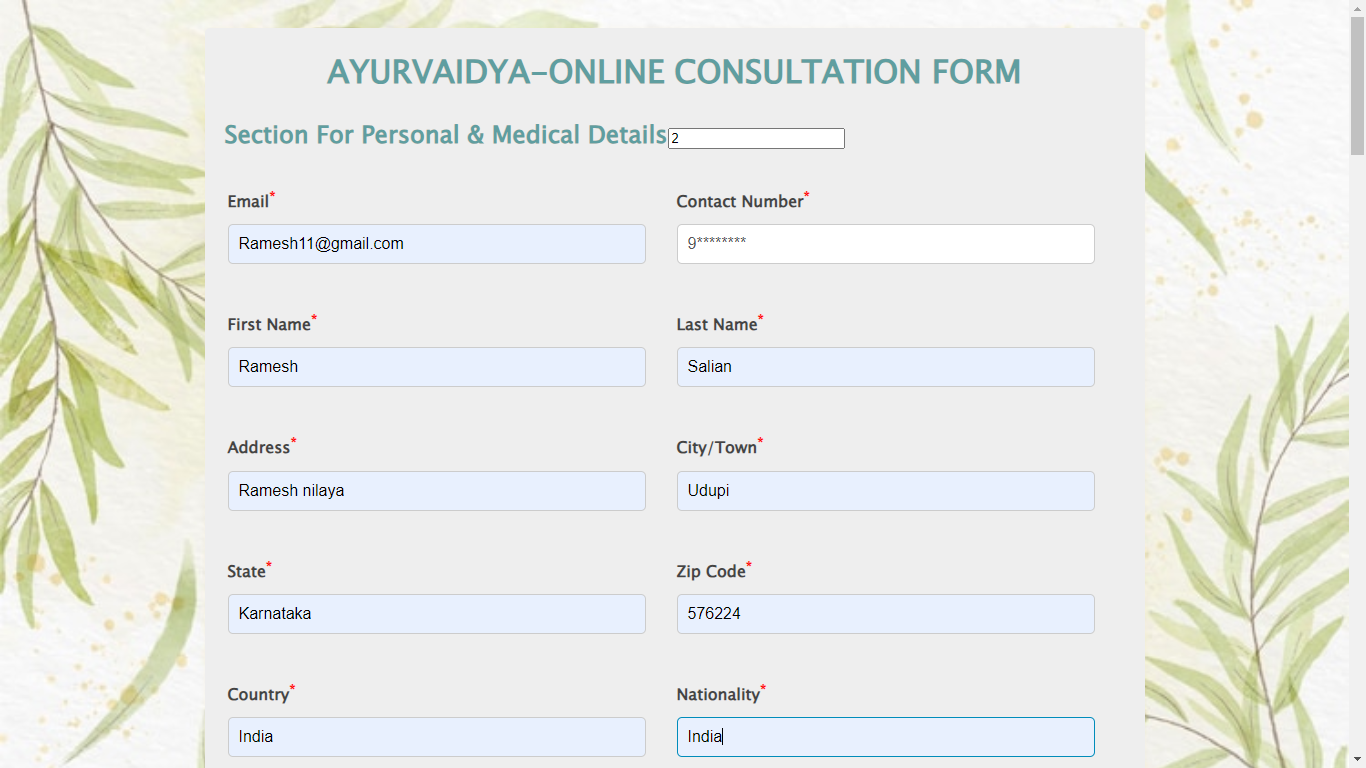 AYURVAIDYA-ONLINE CONSULTATION FORM
Section For Personal & Medical Details 2
Email* Contact Number*
Ramesh11@gmail.com 9********
First Name* Last Name*
Ramesh Salian
Address* City/Town*
Ramesh nilaya Udupi
State* Zip Code*
Karnataka 576224
Country* Nationality*
India India